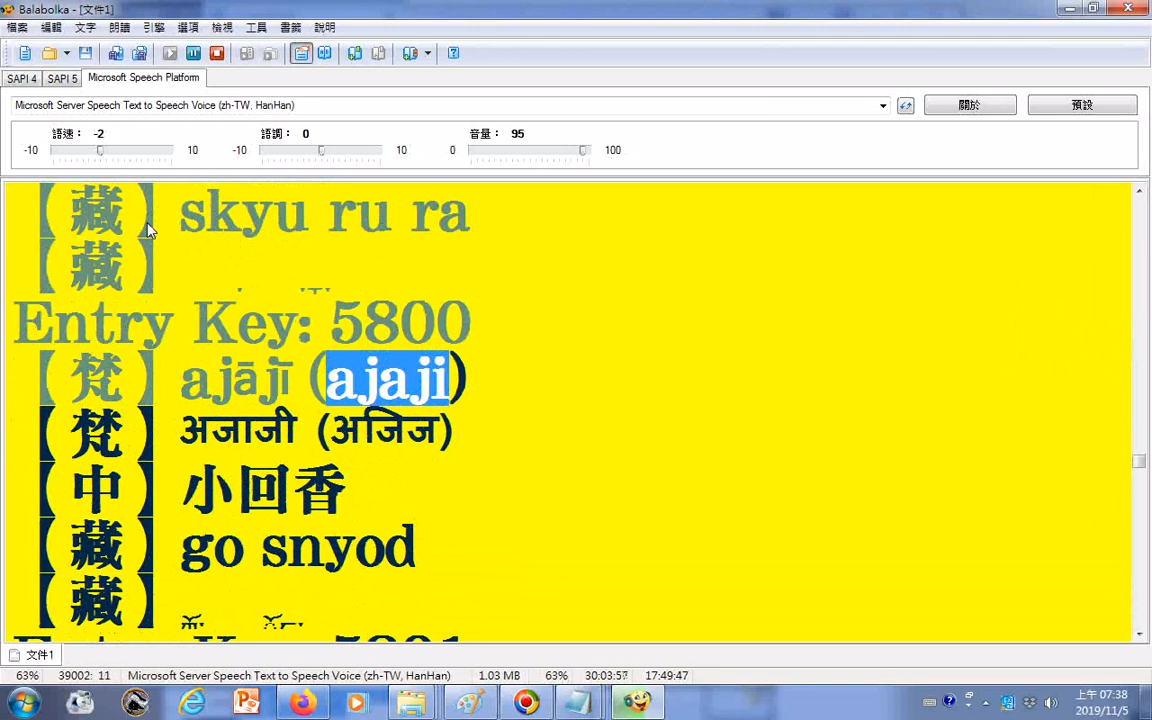 Balabolka - [文件1]
檔案 編輯 文字 朗讀 引擎 選項 檢視 工具 書籤 說明
SAPI 4 SAPI 5 Microsoft Speech Platform
Microsoft Server Speech Text to Speech Voice (zh-TW, HanHan) 關於 預設
語速： -2 語調： 0 音量： 95
-10 10 -10 10 0 100
【藏】 skyu ru ra
【藏】
Entry Key: 5800
【梵】 ajājī (ajaji)
【梵】 अजाजी (अजिज)
【中】 小回香
【藏】 go snyod
【藏】
文件1
63% 39002: 11 Microsoft Server Speech Text to Speech Voice (zh-TW, HanHan) 1.03 MB 63% 30:03:57 17:49:47
上午 07:38
2019/11/5